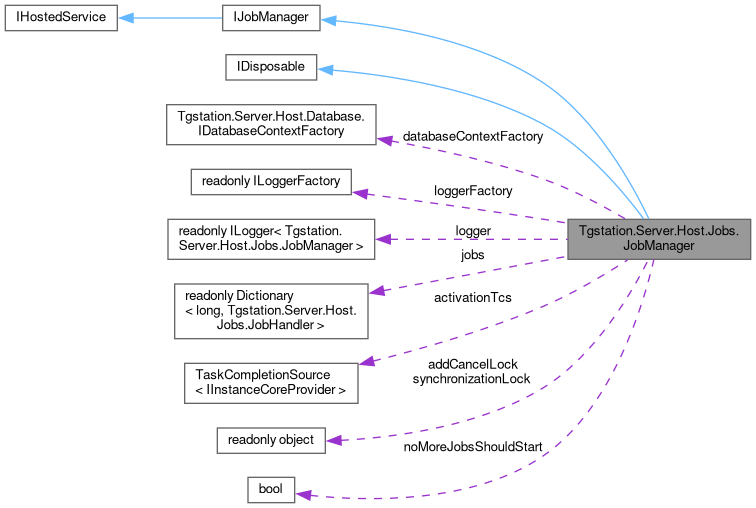 IHostedService
IJobManager
IDisposable
Tgstation.Server.Host.Database.
IDatabaseContextFactory
databaseContextFactory
readonly ILoggerFactory
loggerFactory
readonly ILogger< Tgstation.
Server.Host.Jobs.JobManager >
logger
Tgstation.Server.Host.Jobs.
JobManager
jobs
readonly Dictionary
< long, Tgstation.Server.Host.
Jobs.JobHandler >
activationTcs
TaskCompletionSource
< IInstanceCoreProvider >
addCancelLock
synchronizationLock
readonly object
noMoreJobsShouldStart
bool